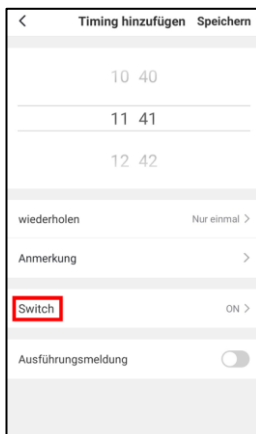 < Timing hinzufügen Speichern
10 40
11 41
12 42
wiederholen Nur einmal >
Anmerkung >
Switch ON >
Ausführungsmeldung